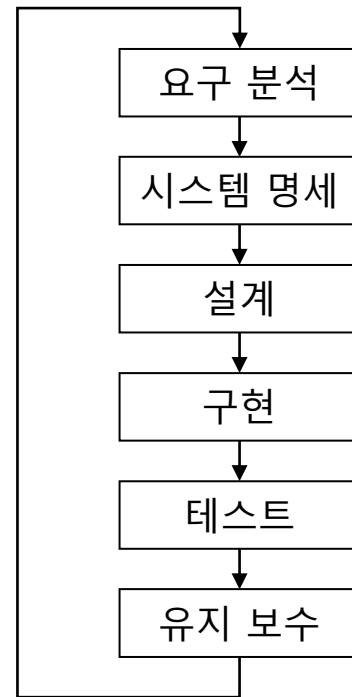 요구 분석
시스템 명세
설계
구현
테스트
유지 보수